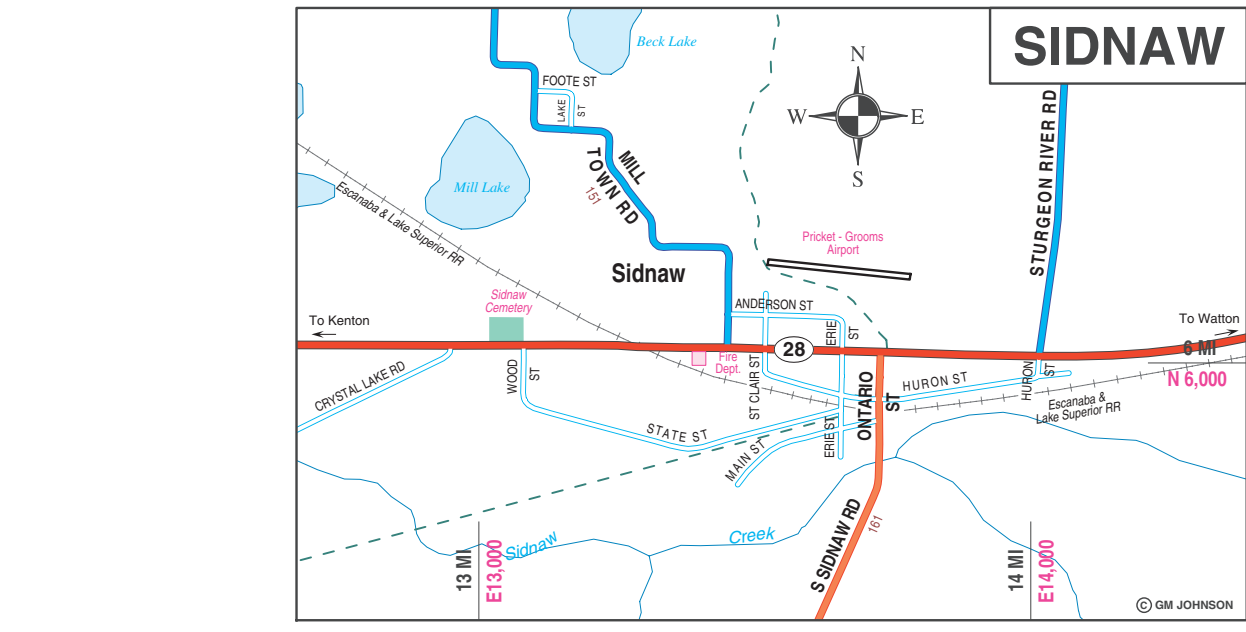 SIDNAW
Beck Lake
FOOTE ST
LAKE
ST
N
W
E
S
MILL
TOWN RD
151
Mill Lake
STURGEON RIVER RD
Escanaba & Lake Superior RR
Pricket - Grooms
Airport
Sidnaw
Sidnaw
Cemetery
ANDERSON ST
To Kenton
To Watton
ERIE
ST
28
6 MI
N 6,000
Fire
Dept.
WOOD
ST
CRYSTAL LAKE RD
ST CLAIR ST
ONTARIO
ST
HURON ST
HURON
ST
Escanaba &
Lake Superior RR
STATE ST
MAIN ST
ERIE ST
S SIDNAW RD
161
Sidnaw
Creek
13 MI
E13,000
14 MI
E14,000
© GM JOHNSON